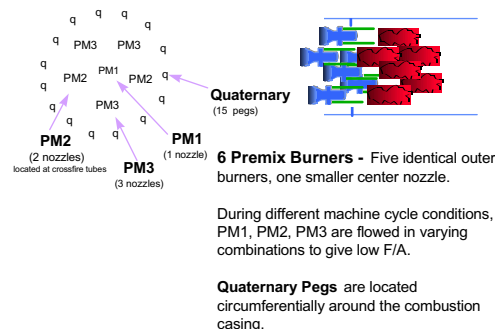 q
q
q
q
q
PM3
PM3
q
q
PM2
PM1
PM2
q
q
q
PM3
q
q
q
q
q
Quaternary
(15 pegs)
PM2
(2 nozzles)
located at crossfire tubes
PM3
(3 nozzles)
PM1
(1 nozzle)
6 Premix Burners - Five identical outer
burners, one smaller center nozzle.
During different machine cycle conditions,
PM1, PM2, PM3 are flowed in varying
combinations to give low F/A.
Quaternary Pegs are located
circumferentially around the combustion
casing.